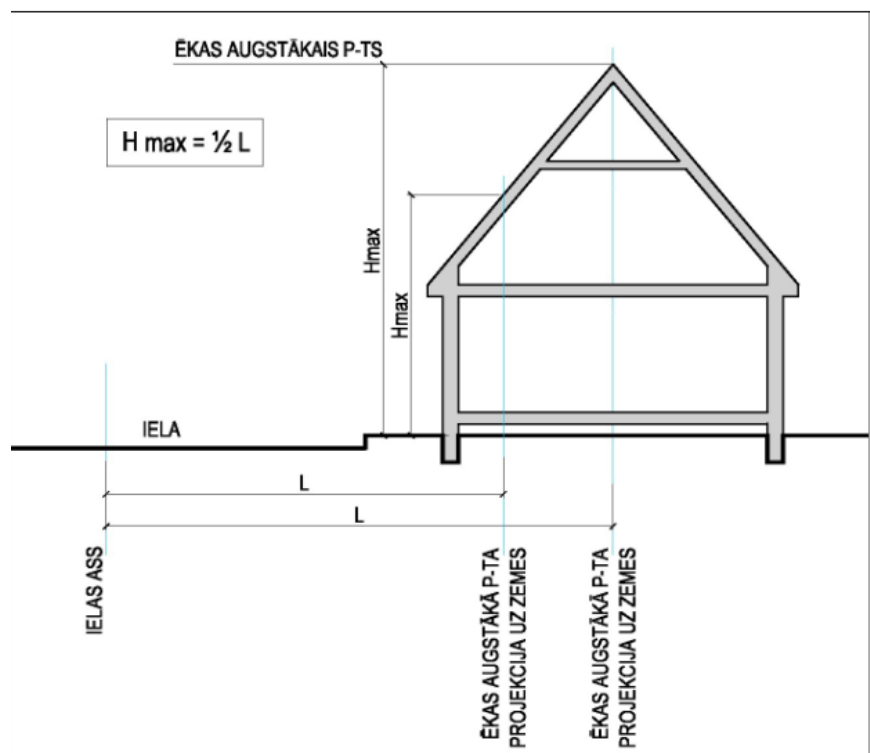 ĒKAS AUGSTĀKAIS P-TS
H max = ½ L
Hmax
Hmax
IELA
L
L
IELAS ASS
ĒKAS AUGSTĀKĀ P-TA
PROJEKCIJA UZ ZEMES
ĒKAS AUGSTĀKĀ P-TA
PROJEKCIJA UZ ZEMES